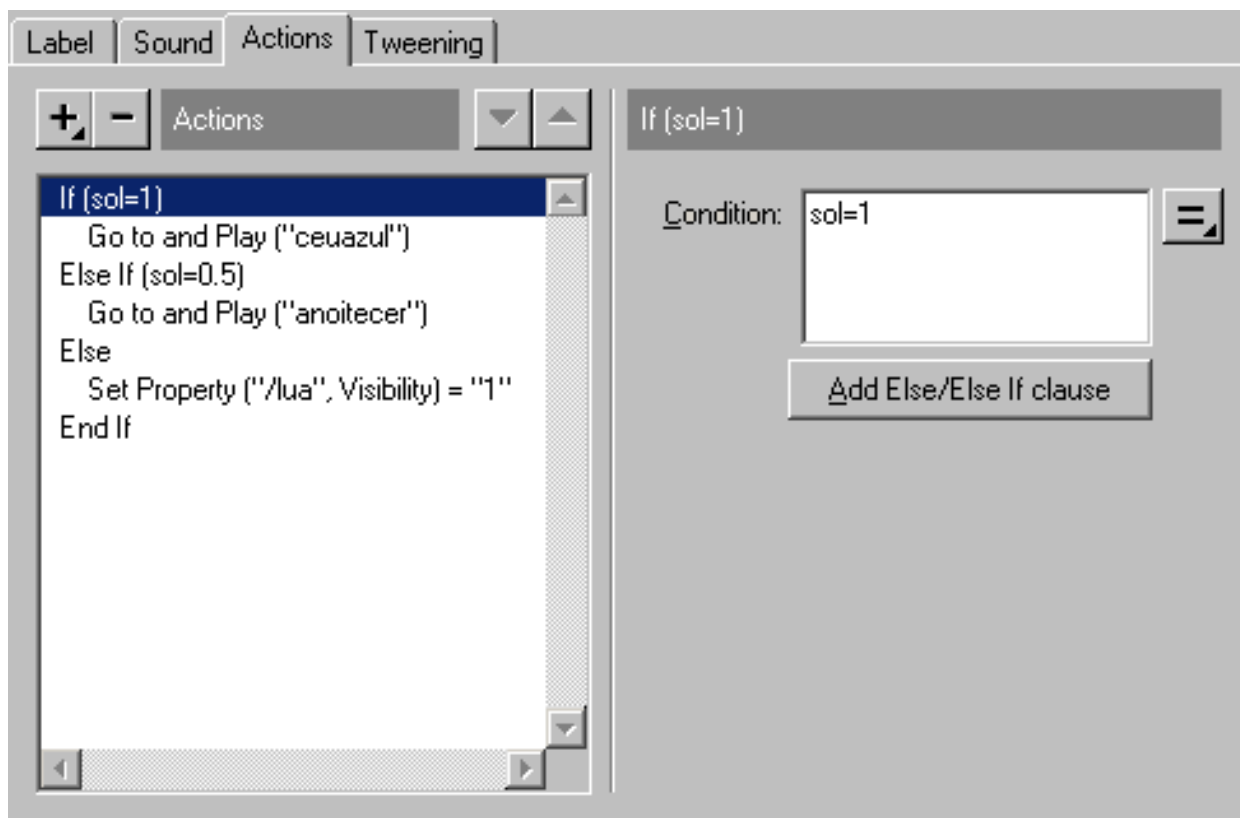 Label Sound Actions Tweening
Actions
If (sol=1)
Go to and Play ("ceuazul")
Else If (sol=0.5)
Go to and Play ("anoitecer")
Else
Set Property ("/lua", Visibility) = "1"
End If
If (sol=1)
Condition: sol=1
Add Else/Else If clause